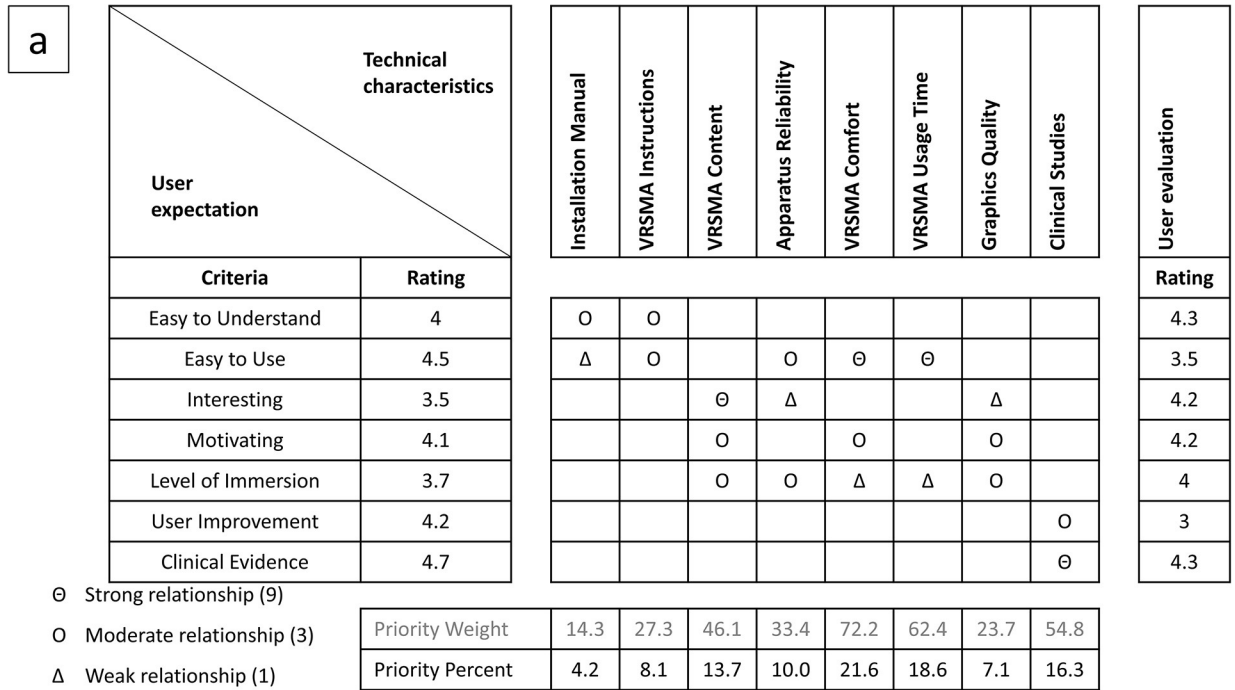 a
Technical
characteristics
User
expectation
Installation Manual
VRSMA Instructions
VRSMA Content
Apparatus Reliability
VRSMA Comfort
VRSMA Usage Time
Graphics Quality
Clinical Studies
User evaluation
Criteria Rating Rating
Easy to Understand 4 O O 4.3
Easy to Use 4.5 Δ O O Θ Θ 3.5
Interesting 3.5 Θ Δ Δ 4.2
Motivating 4.1 O O O 4.2
Level of Immersion 3.7 O O Δ Δ O 4
User Improvement 4.2 O 3
Clinical Evidence 4.7 Θ 4.3
Θ Strong relationship (9)
O Moderate relationship (3)
Δ Weak relationship (1)
Priority Weight 14.3 27.3 46.1 33.4 72.2 62.4 23.7 54.8
Priority Percent 4.2 8.1 13.7 10.0 21.6 18.6 7.1 16.3